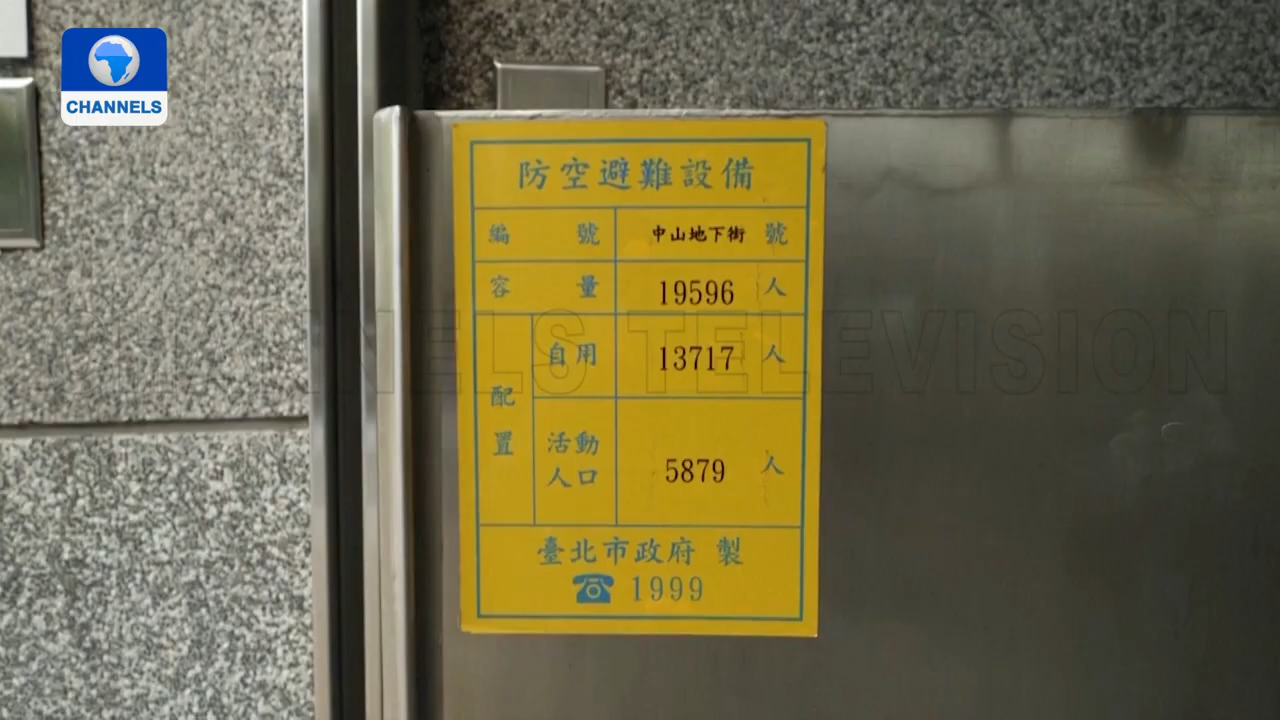 CHANNELS
防空避難設備
編號 中山地下街 號
容量 19596 人
配置 自用 13717 人
活動人口 5879 人
臺北市政府 製
☎ 1999
CHANNELS TELEVISION